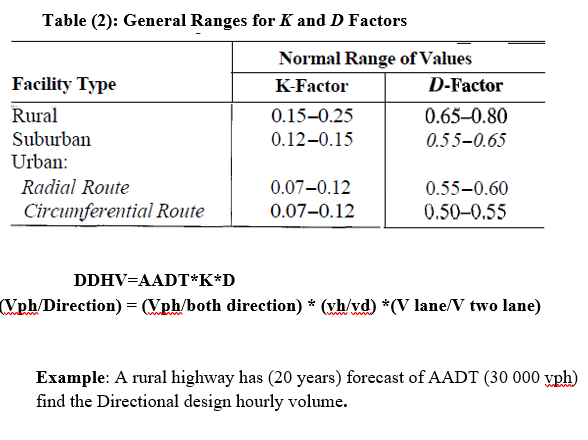 Table (2): General Ranges for K and D Factors
Normal Range of Values
Facility Type K-Factor D-Factor
Rural 0.15–0.25 0.65–0.80
Suburban 0.12–0.15 0.55–0.65
Urban:
Radial Route 0.07–0.12 0.55–0.60
Circumferential Route 0.07–0.12 0.50–0.55
DDHV=AADT*K*D
(Vph/Direction) = (Vph/both direction) * (vh/vd) *(V lane/V two lane)
Example: A rural highway has (20 years) forecast of AADT (30 000 vph)
find the Directional design hourly volume.